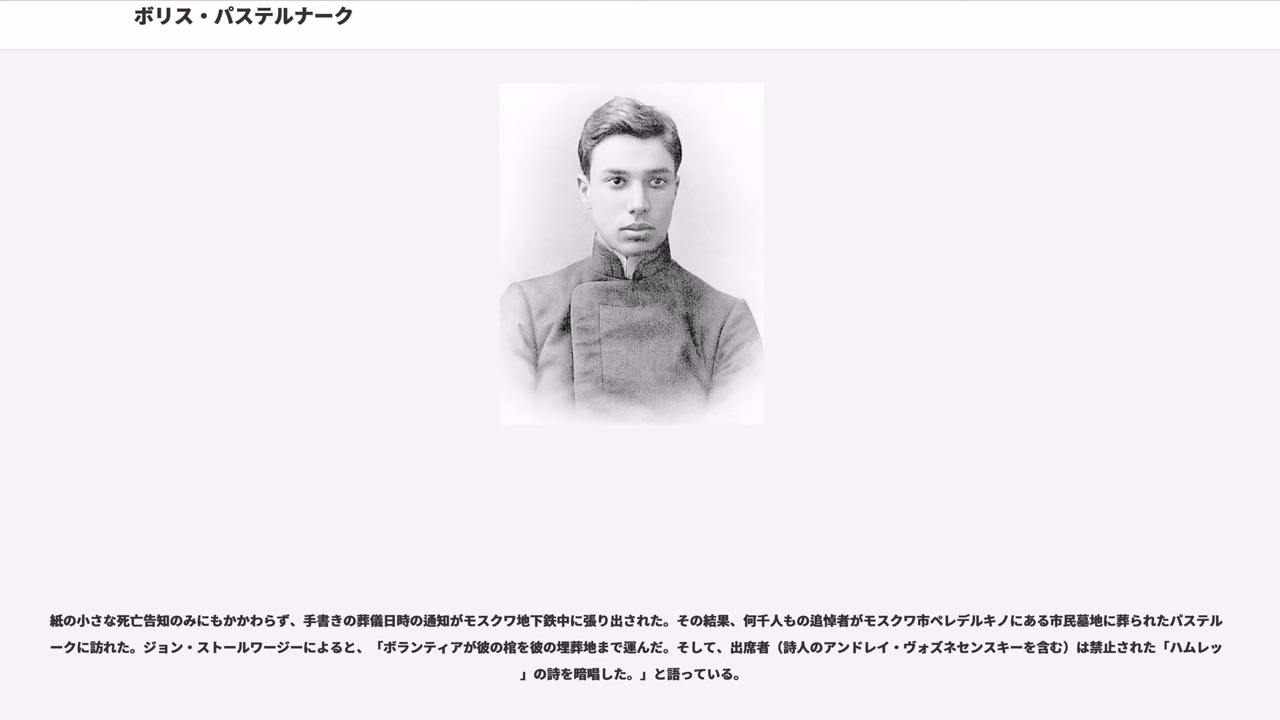 ボリス・パステルナーク
紙の小さな死亡告知のみにもかかわらず、手書きの葬儀日時の通知がモスクワ地下鉄中に張り出された。その結果、何千人もの追悼者がモスクワ市ペレデルキノにある市民墓地に葬られたパステル
ークに訪れた。ジョン・ストールワージーによると、「ボランティアが彼の棺を彼の埋葬地まで運んだ。そして、出席者（詩人のアンドレイ・ヴォズネセンスキーを含む）は禁止された「ハムレッ
」の詩を暗唱した。」と語っている。